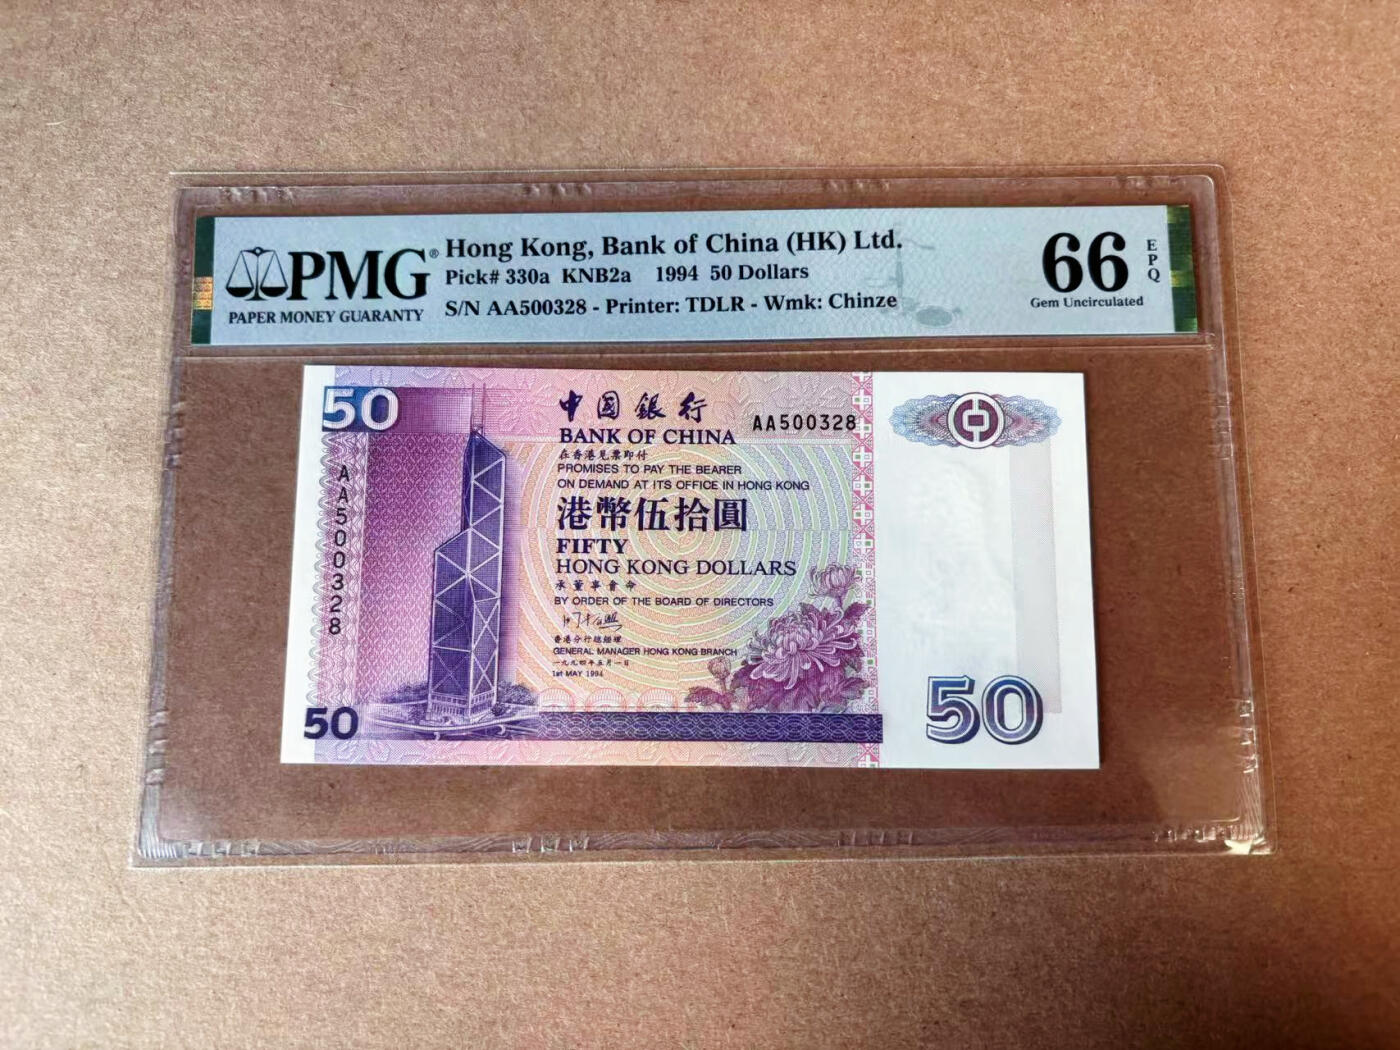 PMG®
PAPER MONEY GUARANTY
Hong Kong, Bank of China (HK) Ltd.
Pick# 330a KNB2a 1994 50 Dollars
S/N AA500328 - Printer: TDLR - Wmk: Chinze
66
EPQ
Gem Uncirculated
50
中國銀行
AA500328
BANK OF CHINA
在香港兌票即付
PROMISES TO PAY THE BEARER
ON DEMAND AT ITS OFFICE IN HONG KONG
AA500328
港幣伍拾圓
FIFTY
HONG KONG DOLLARS
承董事會命
BY ORDER OF THE BOARD OF DIRECTORS
香港分行總經理
GENERAL MANAGER HONG KONG BRANCH
一九九四年五月一日
1st MAY 1994
50
50